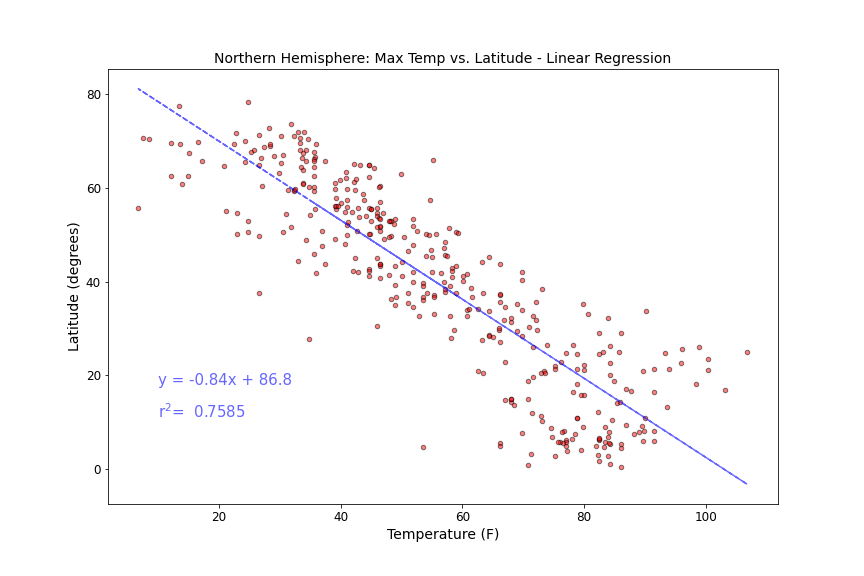 Northern Hemisphere: Max Temp vs. Latitude - Linear Regression
Latitude (degrees)
80
60
40
20
0
y = -0.84x + 86.8
r²= 0.7585
20 40 60 80 100
Temperature (F)